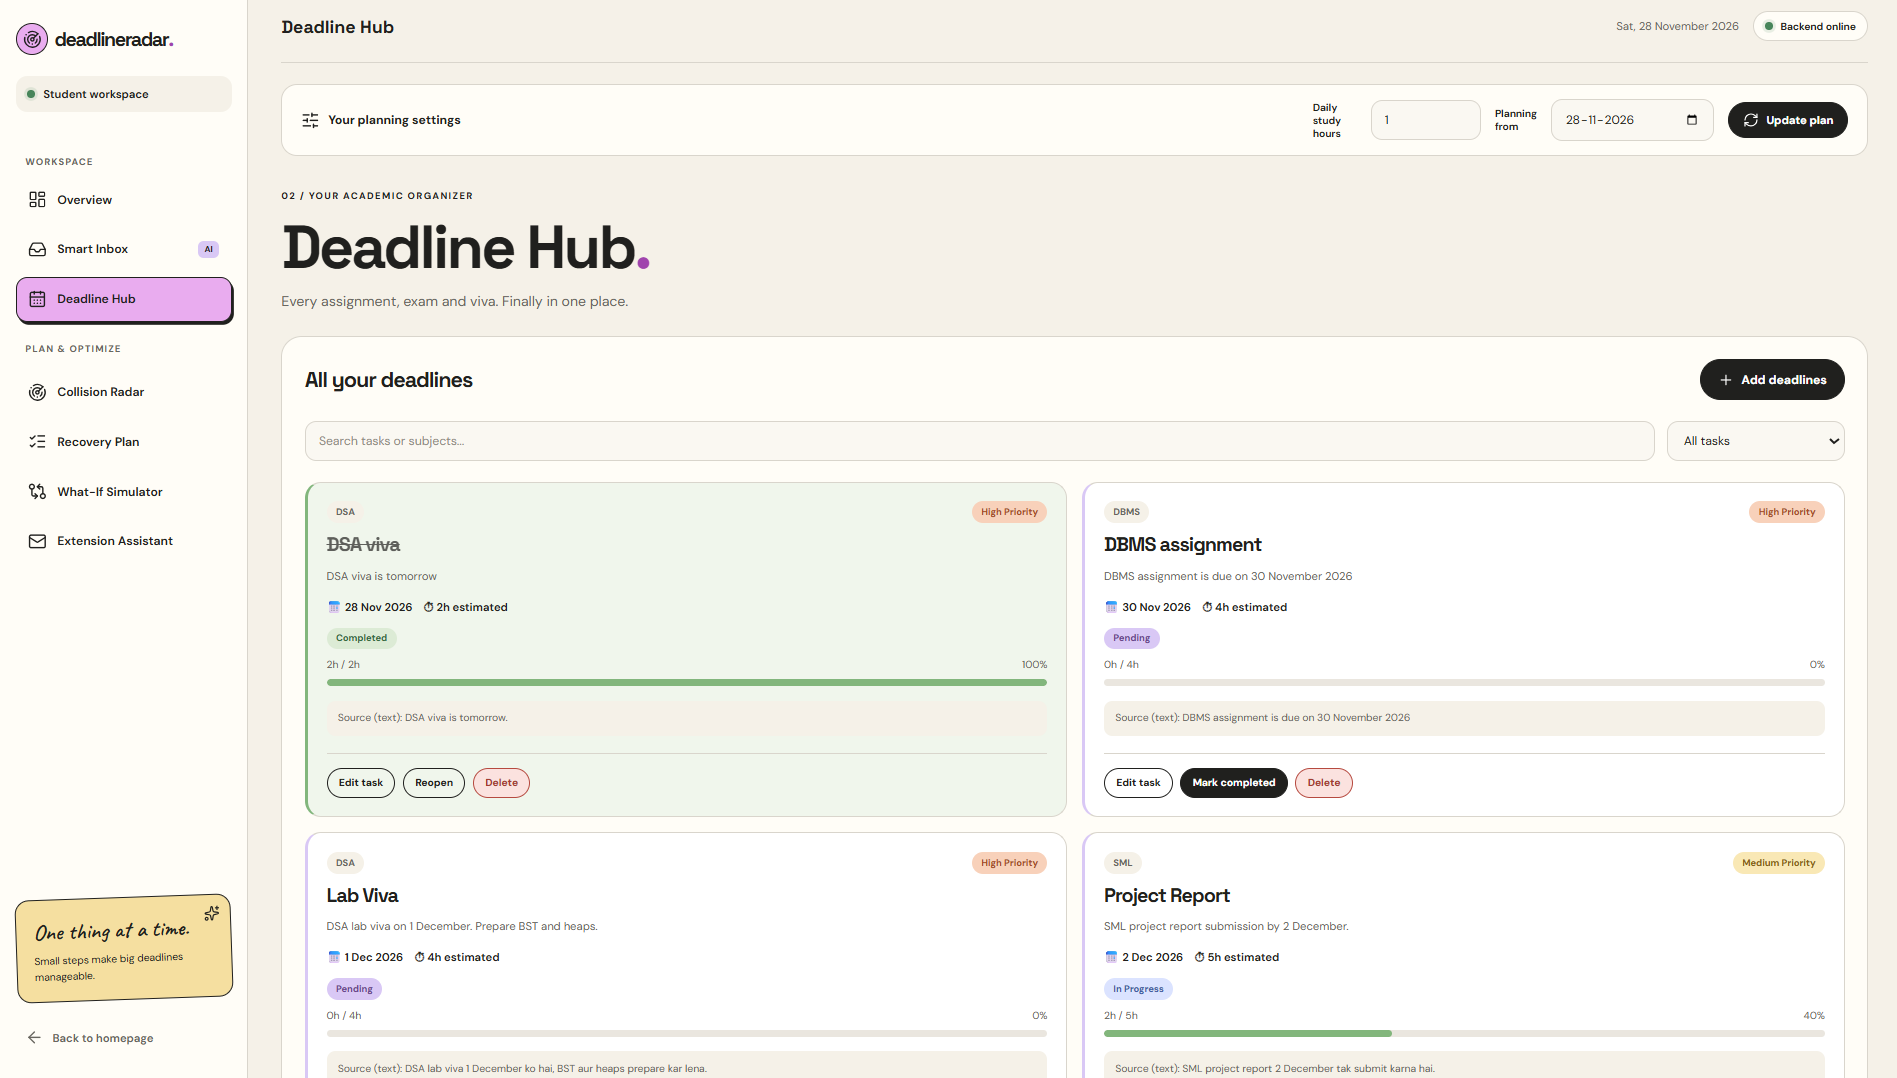 deadlineradar.
Student workspace
WORKSPACE
Overview
Smart Inbox
AI
Deadline Hub
PLAN & OPTIMIZE
Collision Radar
Recovery Plan
What-If Simulator
Extension Assistant
One thing at a time.
Small steps make big deadlines
manageable.
Back to homepage
Deadline Hub
Sat, 28 November 2026
Backend online
Your planning settings
Daily
study
hours
1
Planning
from
28-11-2026
Update plan
02 / YOUR ACADEMIC ORGANIZER
Deadline Hub.
Every assignment, exam and viva. Finally in one place.
All your deadlines
Add deadlines
Search tasks or subjects...
All tasks
DSA
High Priority
DSA viva
DSA viva is tomorrow
28 Nov 2026
2h estimated
Completed
2h / 2h
100%
Source (text): DSA viva is tomorrow.
Edit task
Reopen
Delete
DBMS
High Priority
DBMS assignment
DBMS assignment is due on 30 November 2026
30 Nov 2026
4h estimated
Pending
0h / 4h
0%
Source (text): DBMS assignment is due on 30 November 2026
Edit task
Mark completed
Delete
DSA
High Priority
Lab Viva
DSA lab viva on 1 December. Prepare BST and heaps.
1 Dec 2026
4h estimated
Pending
0h / 4h
0%
Source (text): DSA lab viva 1 December ko hai, BST aur heaps prepare kar lena.
SML
Medium Priority
Project Report
SML project report submission by 2 December.
2 Dec 2026
5h estimated
In Progress
2h / 5h
40%
Source (text): SML project report 2 December tak submit karna hai.